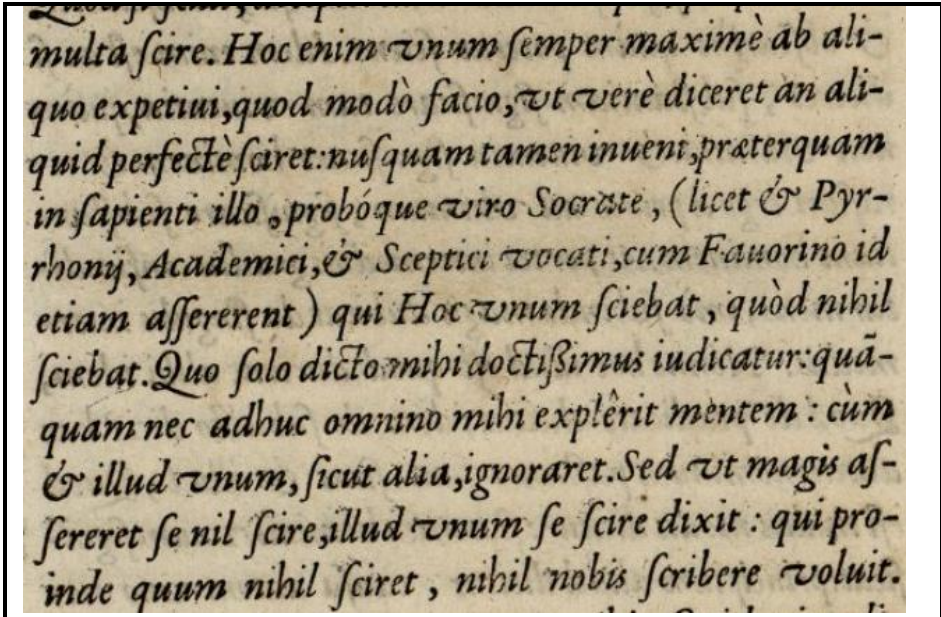 multa ſcire. Hoc enim vnum ſemper maximè ab ali-
quo expetiui, quod modò facio, vt verè diceret an ali-
quid perfectè ſciret: nuſquam tamen inueni, præterquam
in ſapienti illo, probóque viro Socrate, (licet & Pyr-
rhonij, Academici, & Sceptici vocati, cum Fauorino id
etiam aſſererent) qui Hoc vnum ſciebat, quòd nihil
ſciebat. Quo ſolo dicto mihi doctißimus iudicatur: quã-
quam nec adhuc omnino mihi explêrit mentem: cùm
& illud vnum, ſicut alia, ignoraret. Sed vt magis aſ-
ſereret ſe nil ſcire, illud vnum ſe ſcire dixit: qui pro-
inde quum nihil ſciret, nihil nobis ſcribere voluit.